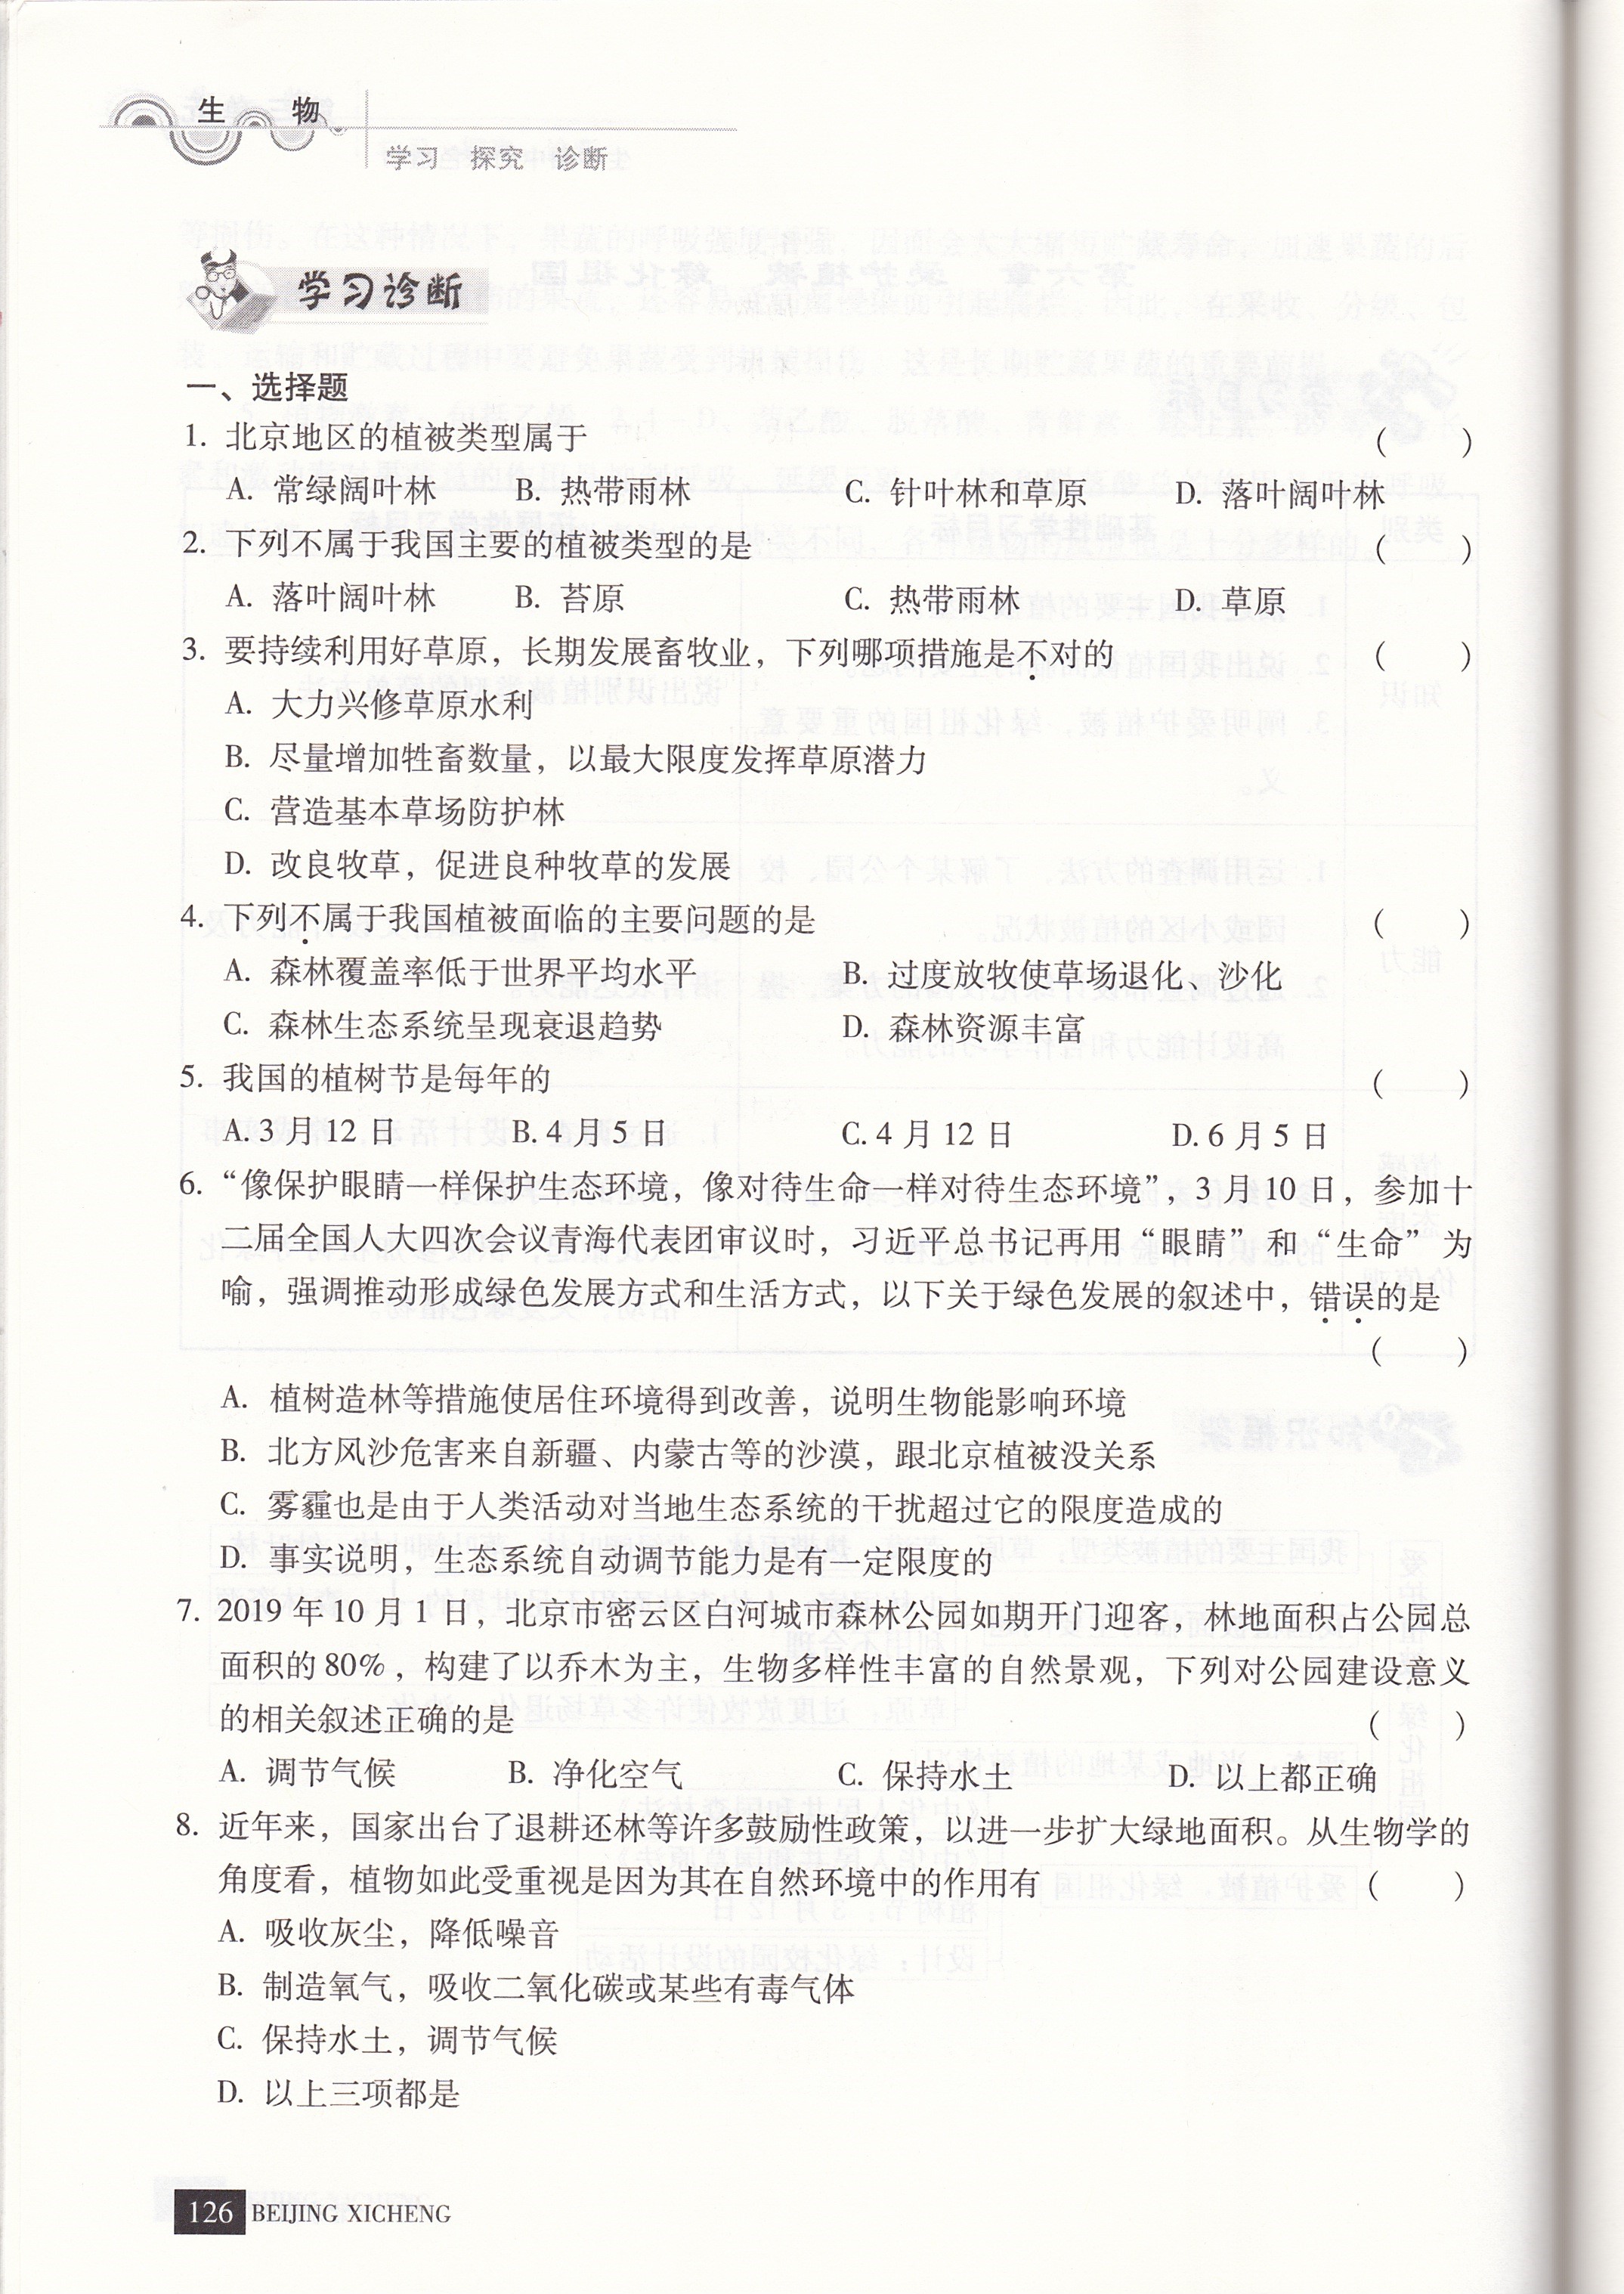 生 物
学习 探究 诊断
学习诊断
一、选择题
1. 北京地区的植被类型属于 ( )
A. 常绿阔叶林 B. 热带雨林 C. 针叶林和草原 D. 落叶阔叶林
2. 下列不属于我国主要的植被类型的是 ( )
A. 落叶阔叶林 B. 苔原 C. 热带雨林 D. 草原
3. 要持续利用好草原，长期发展畜牧业，下列哪项措施是不对的 ( )
A. 大力兴修草原水利
B. 尽量增加牲畜数量，以最大限度发挥草原潜力
C. 营造基本草场防护林
D. 改良牧草，促进良种牧草的发展
4. 下列不属于我国植被面临的主要问题的是 ( )
A. 森林覆盖率低于世界平均水平 B. 过度放牧使草场退化、沙化
C. 森林生态系统呈现衰退趋势 D. 森林资源丰富
5. 我国的植树节是每年的 ( )
A. 3 月 12 日 B. 4 月 5 日 C. 4 月 12 日 D. 6 月 5 日
6. “像保护眼睛一样保护生态环境，像对待生命一样对待生态环境”，3 月 10 日，参加十
二届全国人大四次会议青海代表团审议时，习近平总书记再用“眼睛”和“生命”为
喻，强调推动形成绿色发展方式和生活方式，以下关于绿色发展的叙述中，错误的是
( )
A. 植树造林等措施使居住环境得到改善，说明生物能影响环境
B. 北方风沙危害来自新疆、内蒙古等的沙漠，跟北京植被没关系
C. 雾霾也是由于人类活动对当地生态系统的干扰超过它的限度造成的
D. 事实说明，生态系统自动调节能力是有一定限度的
7. 2019 年 10 月 1 日，北京市密云区白河城市森林公园如期开门迎客，林地面积占公园总
面积的 80%，构建了以乔木为主，生物多样性丰富的自然景观，下列对公园建设意义
的相关叙述正确的是 ( )
A. 调节气候 B. 净化空气 C. 保持水土 D. 以上都正确
8. 近年来，国家出台了退耕还林等许多鼓励性政策，以进一步扩大绿地面积。从生物学的
角度看，植物如此受重视是因为其在自然环境中的作用有 ( )
A. 吸收灰尘，降低噪音
B. 制造氧气，吸收二氧化碳或某些有毒气体
C. 保持水土，调节气候
D. 以上三项都是
126 BEIJING XICHENG